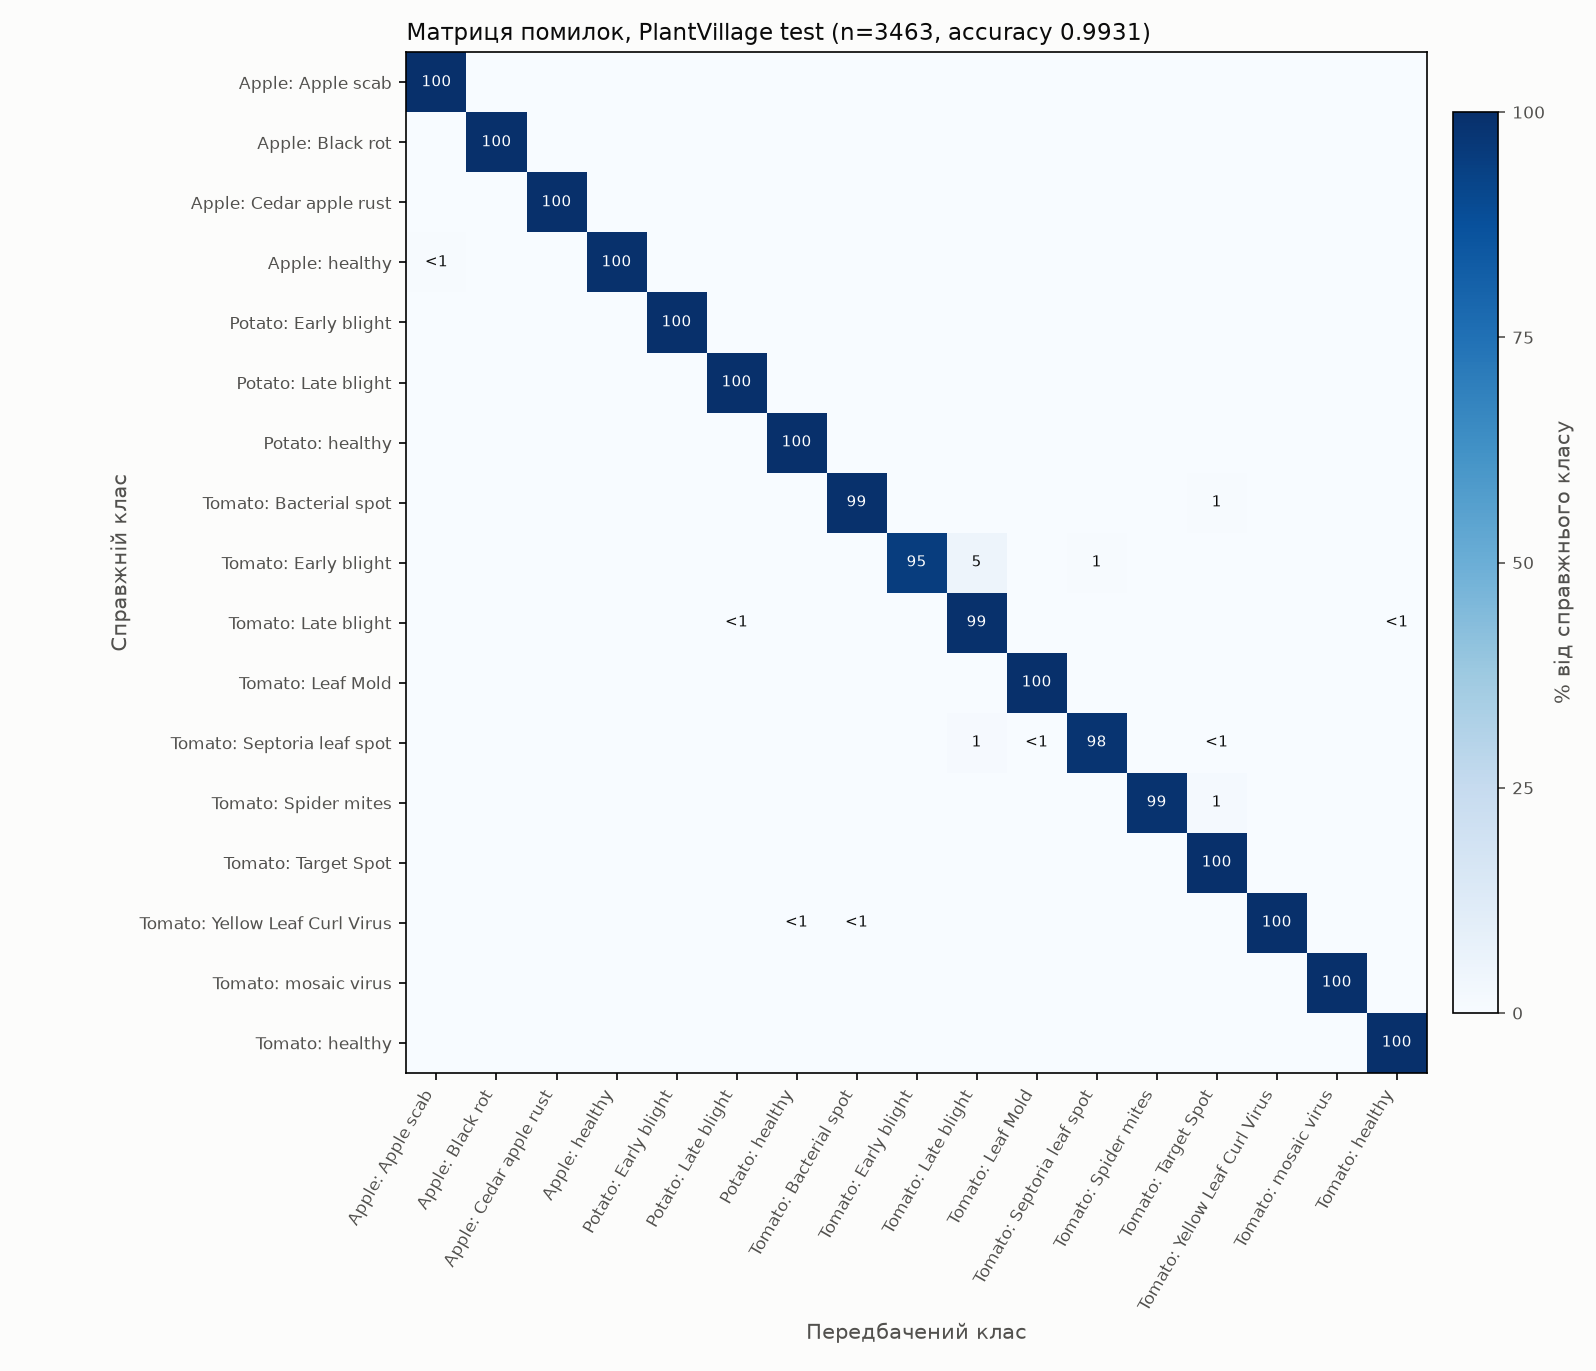 Матриця помилок, PlantVillage test (n=3463, accuracy 0.9931)
Справжній клас
Apple: Apple scab 100
Apple: Black rot 100
Apple: Cedar apple rust 100
Apple: healthy <1 100
Potato: Early blight 100
Potato: Late blight 100
Potato: healthy 100
Tomato: Bacterial spot 99 1
Tomato: Early blight 95 5 1
Tomato: Late blight <1 99 <1
Tomato: Leaf Mold 100
Tomato: Septoria leaf spot 1 <1 98 <1
Tomato: Spider mites 99 1
Tomato: Target Spot 100
Tomato: Yellow Leaf Curl Virus <1 <1 100
Tomato: mosaic virus 100
Tomato: healthy 100
Apple: Apple scab
Apple: Black rot
Apple: Cedar apple rust
Apple: healthy
Potato: Early blight
Potato: Late blight
Potato: healthy
Tomato: Bacterial spot
Tomato: Early blight
Tomato: Late blight
Tomato: Leaf Mold
Tomato: Septoria leaf spot
Tomato: Spider mites
Tomato: Target Spot
Tomato: Yellow Leaf Curl Virus
Tomato: mosaic virus
Tomato: healthy
Передбачений клас
100
75
50
25
0
% від справжнього класу